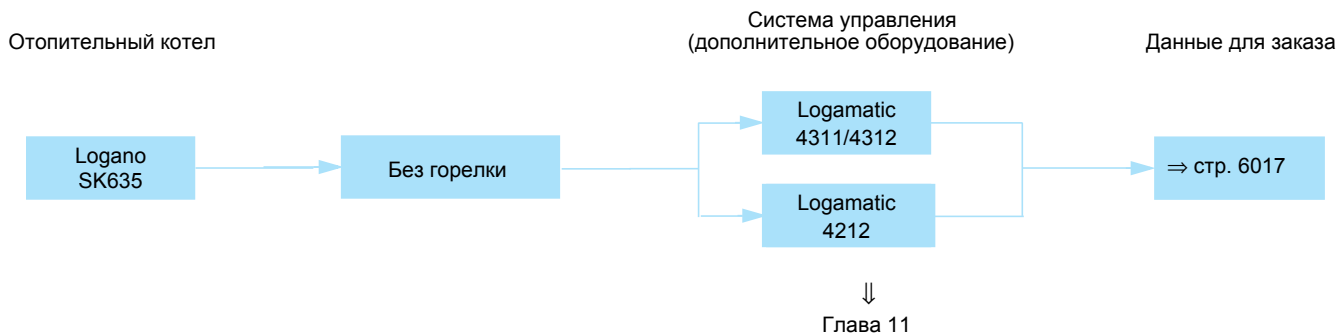 Отопительный котел
Система управления
(дополнительное оборудование)
Данные для заказа
Logano
SK635
Без горелки
Logamatic
4311/4312
Logamatic
4212
⇒ стр. 6017
⇓
Глава 11